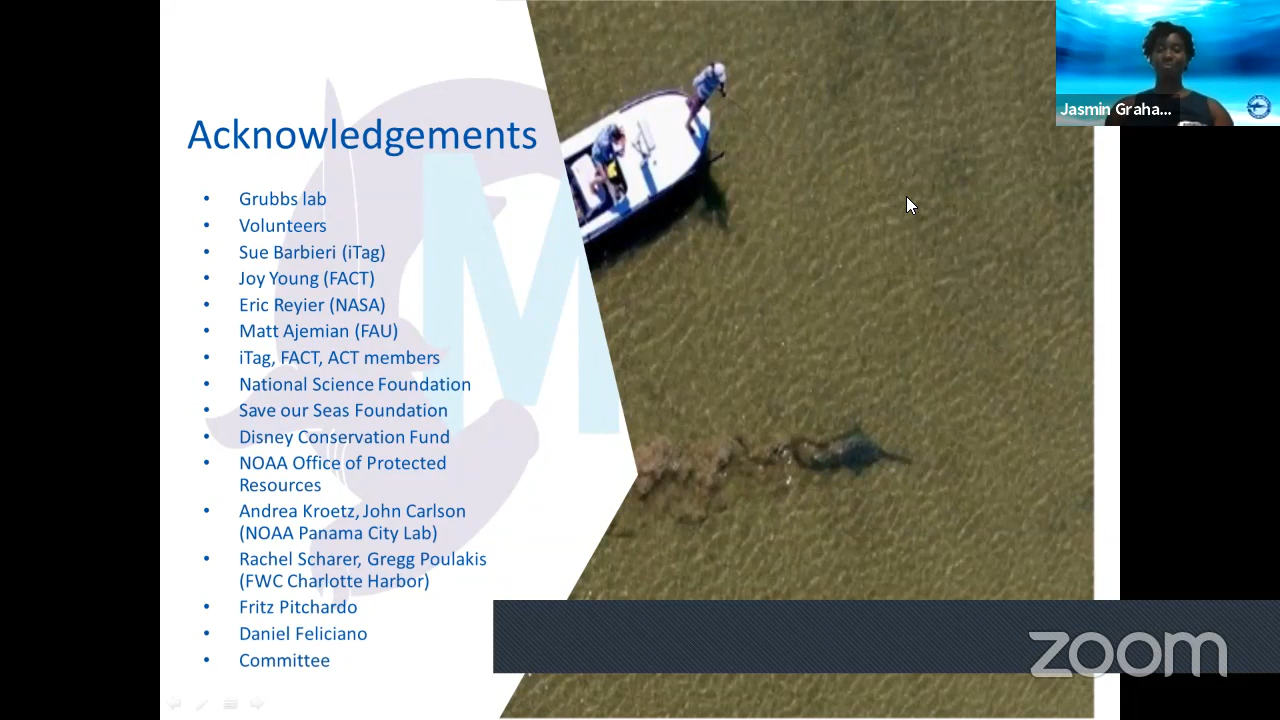 Jasmin Graha...
Acknowledgements
• Grubbs lab
• Volunteers
• Sue Barbieri (iTag)
• Joy Young (FACT)
• Eric Reyier (NASA)
• Matt Ajemian (FAU)
• iTag, FACT, ACT members
• National Science Foundation
• Save our Seas Foundation
• Disney Conservation Fund
• NOAA Office of Protected
Resources
• Andrea Kroetz, John Carlson
(NOAA Panama City Lab)
• Rachel Scharer, Gregg Poulakis
(FWC Charlotte Harbor)
• Fritz Pitchardo
• Daniel Feliciano
• Committee
M
zoom